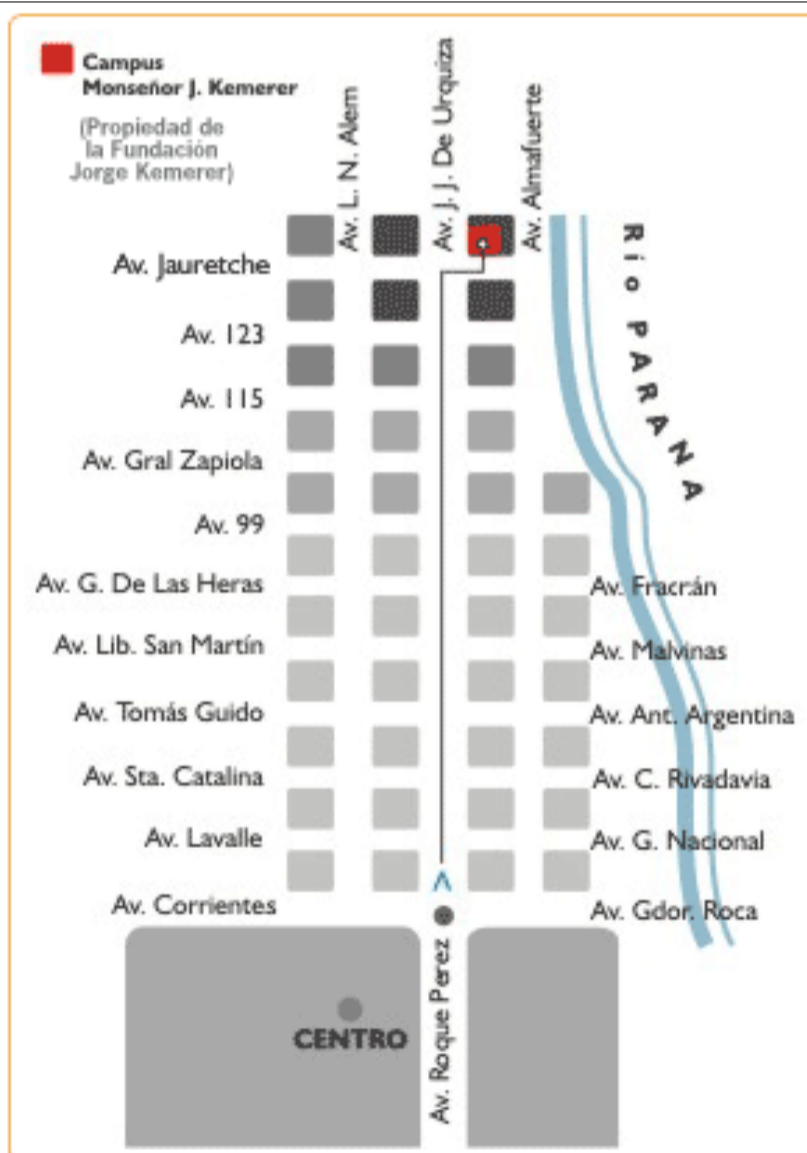 Campus
Monseñor J. Kemerer
(Propiedad de
la Fundación
Jorge Kemerer)
Av. L. N. Alem
Av. J. J. De Urquiza
Av. Almafuerte
Río PARANA
Av. Jauretche
Av. 123
Av. 115
Av. Gral Zapiola
Av. 99
Av. G. De Las Heras
Av. Fracrán
Av. Lib. San Martín
Av. Malvinas
Av. Tomás Guido
Av. Ant. Argentina
Av. Sta. Catalina
Av. C. Rivadavia
Av. Lavalle
Av. G. Nacional
Av. Corrientes
Av. Gdor. Roca
CENTRO
Av. Roque Perez